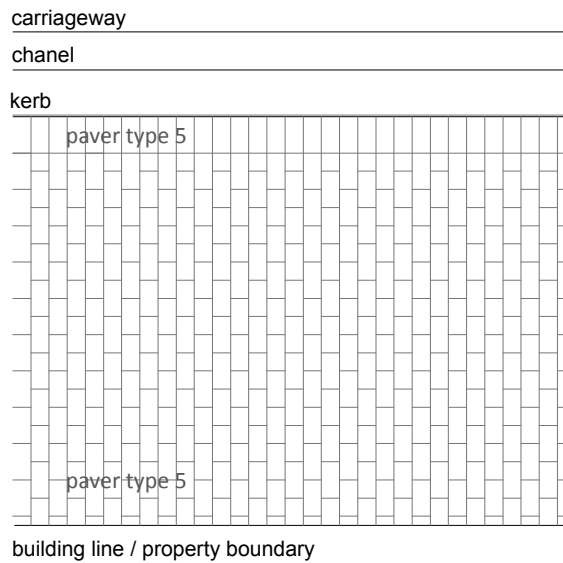 carriageway
chanel
kerb
paver type 5
paver type 5
building line / property boundary